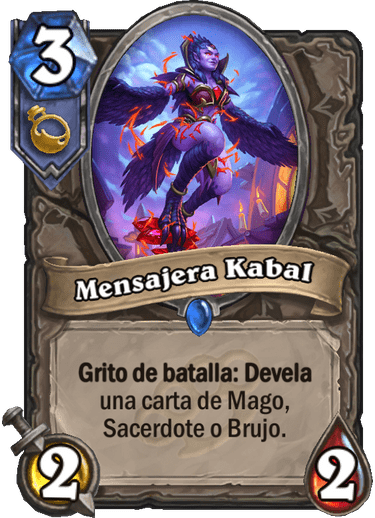 3
Mensajera Kabal
Grito de batalla: Devela
una carta de Mago,
Sacerdote o Brujo.
2
2